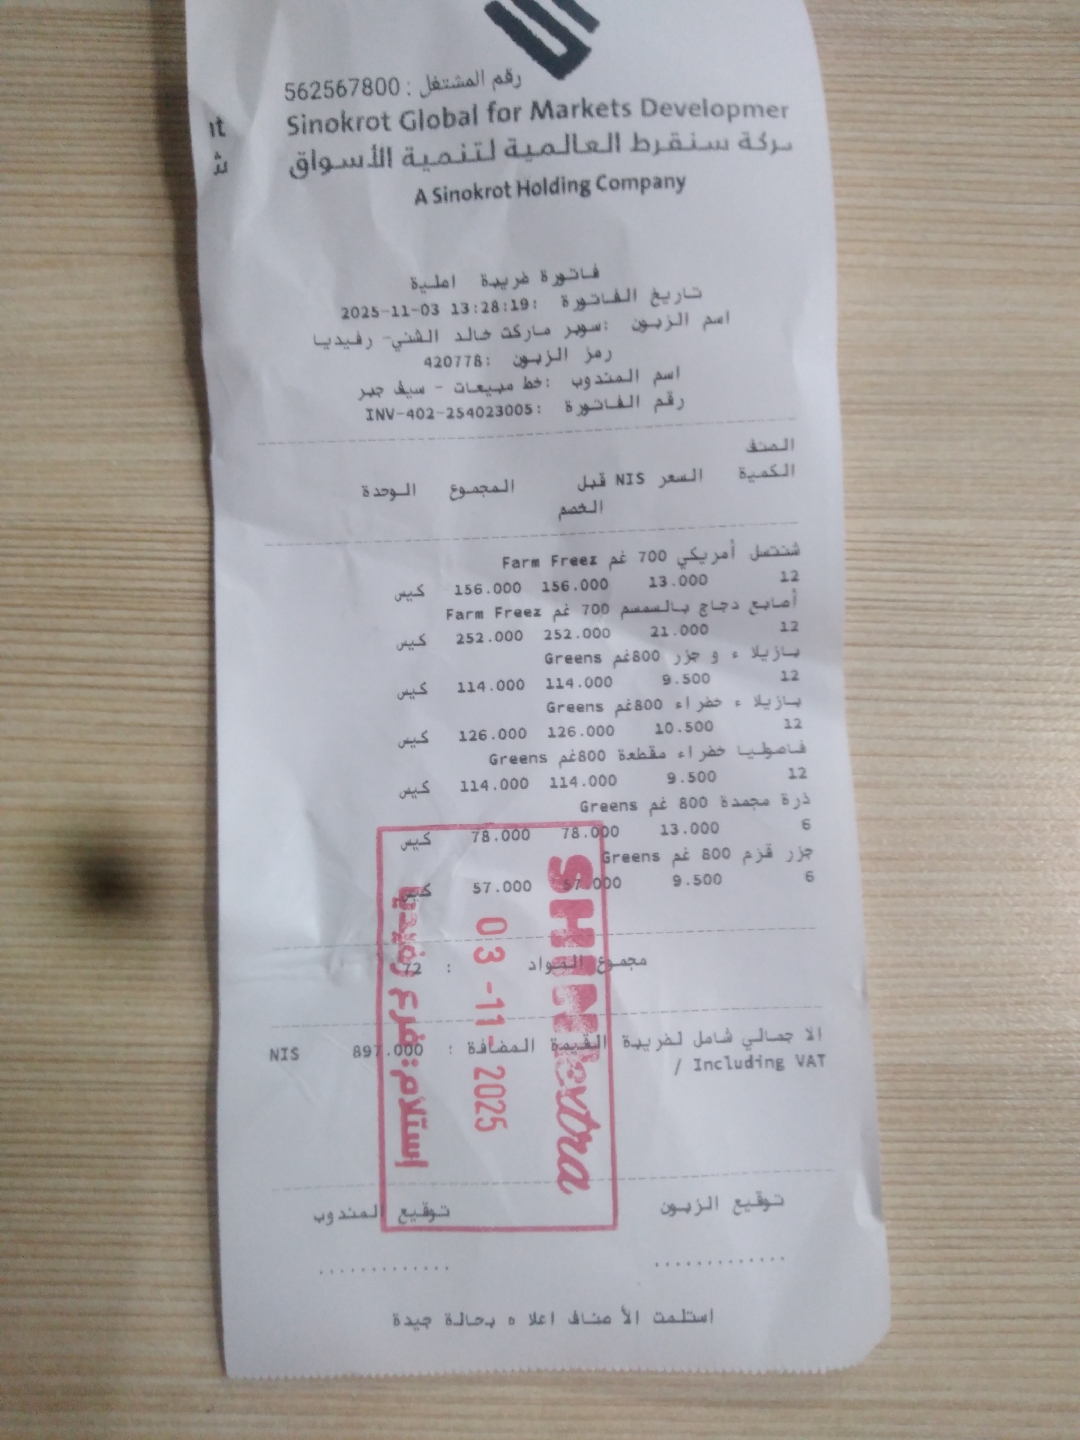 رقم المشتغل : 562567800
Sinokrot Global for Markets Developmer
nt
شركة سنقرط العالمية لتنمية الأسواق
ش
A Sinokrot Holding Company
فاتورة ضريبة اصلية
تاريخ الفاتورة :2025-11-03 13:28:19
اسم الزبون :سوبر ماركت خالد الشني- رفيديا
رمز الزبون :420778
اسم المندوب :خط مبيعات - سيف جبر
رقم الفاتورة :INV-402-254023005
الصنف
الكمية السعر NIS قبل المجموع الوحدة
الخصم
شنتسل أمريكي 700 غم Farm Freez
12 13.000 156.000 156.000 كيس
أصابع دجاج بالسمسم 700 غم Farm Freez
12 21.000 252.000 252.000 كيس
بازيلاء و جزر 800غم Greens
12 9.500 114.000 114.000 كيس
بازيلاء خضراء 800غم Greens
12 10.500 126.000 126.000 كيس
فاصوليا خضراء مقطعة 800غم Greens
12 9.500 114.000 114.000 كيس
ذرة مجمدة 800 غم Greens
6 13.000 78.000 78.000 كيس
جزر قزم 800 غم Greens
6 9.500 57.000 57.000 كيس
مجموع المواد : 72
الاجمالي شامل لضريبة القيمة المضافة : 897.000 NIS
/ Including VAT
توقيع الزبون توقيع المندوب
............. .............
استلمت الأصناف اعلاه بحالة جيدة
SHINI extra
03 -11- 2025
إستلام: فرع رفيديا